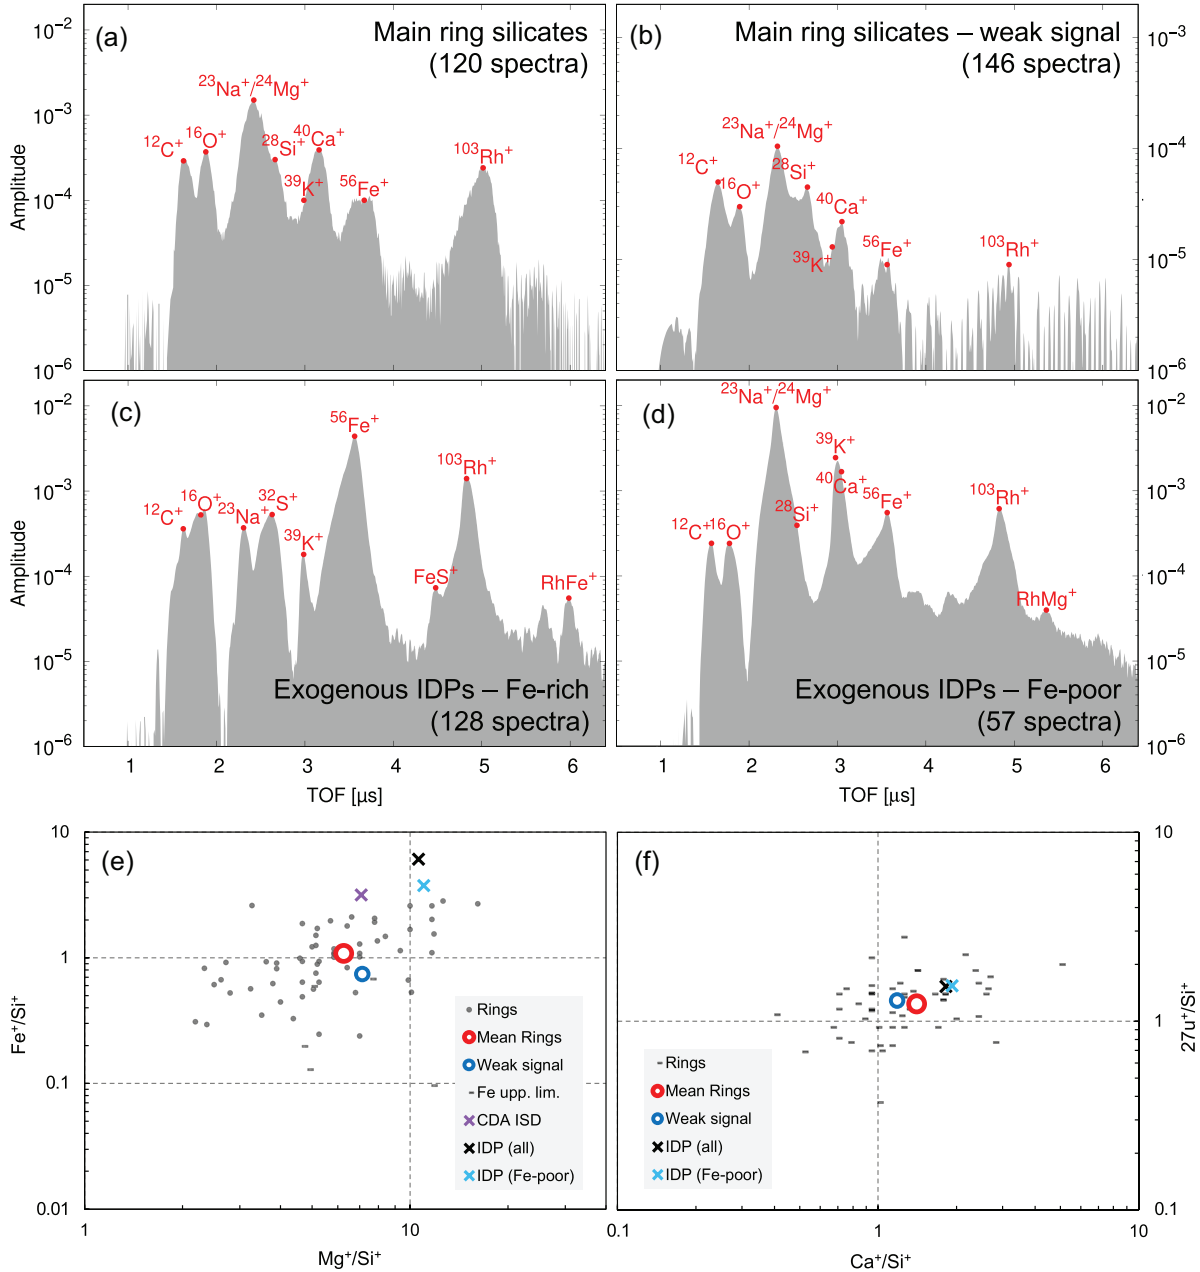 (a)
Main ring silicates
(120 spectra)
10⁻²
10⁻³
10⁻⁴
10⁻⁵
10⁻⁶
Amplitude
¹²C⁺
¹⁶O⁺
²³Na⁺/²⁴Mg⁺
²⁸Si⁺
³⁹K⁺
⁴⁰Ca⁺
⁵⁶Fe⁺
¹⁰³Rh⁺
(b)
Main ring silicates – weak signal
(146 spectra)
10⁻³
10⁻⁴
10⁻⁵
10⁻⁶
¹²C⁺
¹⁶O⁺
²³Na⁺/²⁴Mg⁺
²⁸Si⁺
³⁹K⁺
⁴⁰Ca⁺
⁵⁶Fe⁺
¹⁰³Rh⁺
(c)
10⁻²
10⁻³
10⁻⁴
10⁻⁵
10⁻⁶
Amplitude
¹²C⁺
¹⁶O⁺
²³Na⁺
³²S⁺
³⁹K⁺
⁵⁶Fe⁺
FeS⁺
¹⁰³Rh⁺
RhFe⁺
Exogenous IDPs – Fe-rich
(128 spectra)
1 2 3 4 5 6
TOF [µs]
(d)
10⁻²
10⁻³
10⁻⁴
10⁻⁵
10⁻⁶
¹²C⁺
¹⁶O⁺
²³Na⁺/²⁴Mg⁺
²⁸Si⁺
³⁹K⁺
⁴⁰Ca⁺
⁵⁶Fe⁺
¹⁰³Rh⁺
RhMg⁺
Exogenous IDPs – Fe-poor
(57 spectra)
1 2 3 4 5 6
TOF [µs]
(e)
10
1
0.1
0.01
Fe⁺/Si⁺
Rings
Mean Rings
Weak signal
Fe upp. lim.
CDA ISD
IDP (all)
IDP (Fe-poor)
1 10
Mg⁺/Si⁺
(f)
10
1
0.1
27u⁺/Si⁺
Rings
Mean Rings
Weak signal
IDP (all)
IDP (Fe-poor)
0.1 1 10
Ca⁺/Si⁺